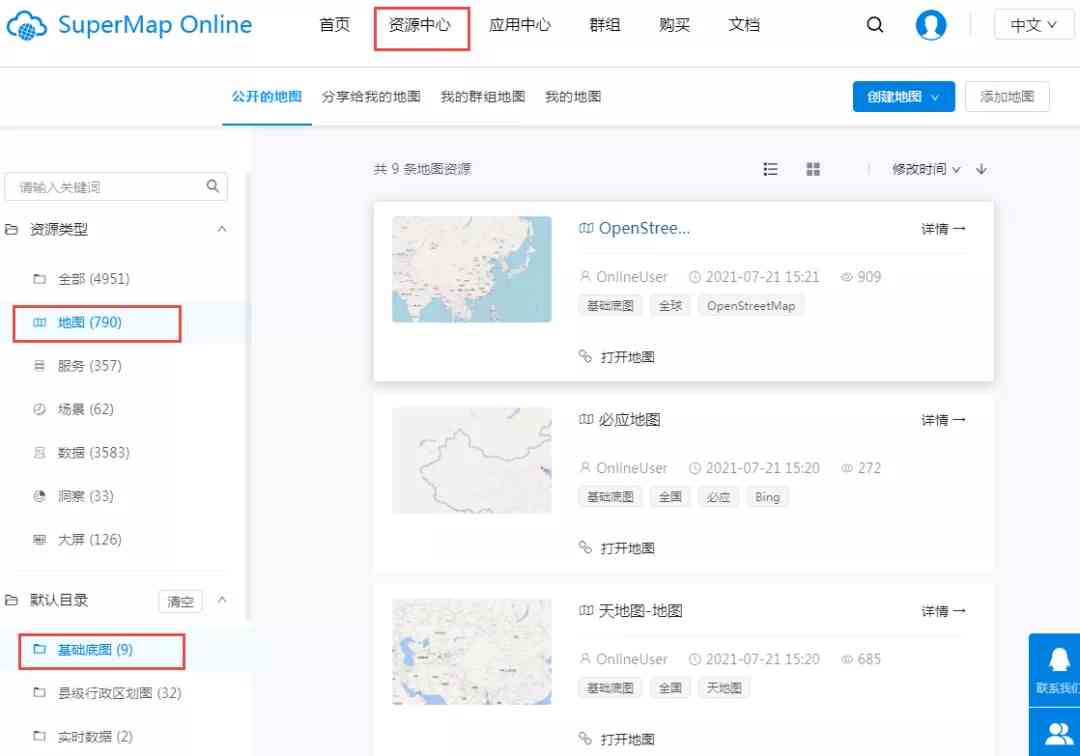 SuperMap Online 首页 资源中心 应用中心 群组 购买 文档 中文
公开的地图 分享给我的地图 我的群组地图 我的地图 创建地图 添加地图
请输入关键词
资源类型
全部 (4951)
地图 (790)
服务 (357)
场景 (62)
数据 (3583)
洞察 (33)
大屏 (126)
默认目录 清空
基础底图 (9)
县级行政区划图 (32)
实时数据 (2)
共 9 条地图资源 修改时间
OpenStree... 详情
OnlineUser 2021-07-21 15:21 909
基础底图 全球 OpenStreetMap
打开地图
必应地图 详情
OnlineUser 2021-07-21 15:20 272
基础底图 全国 必应 Bing
打开地图
天地图-地图 详情
OnlineUser 2021-07-21 15:20 685
基础底图 全国 天地图
打开地图
联系我们